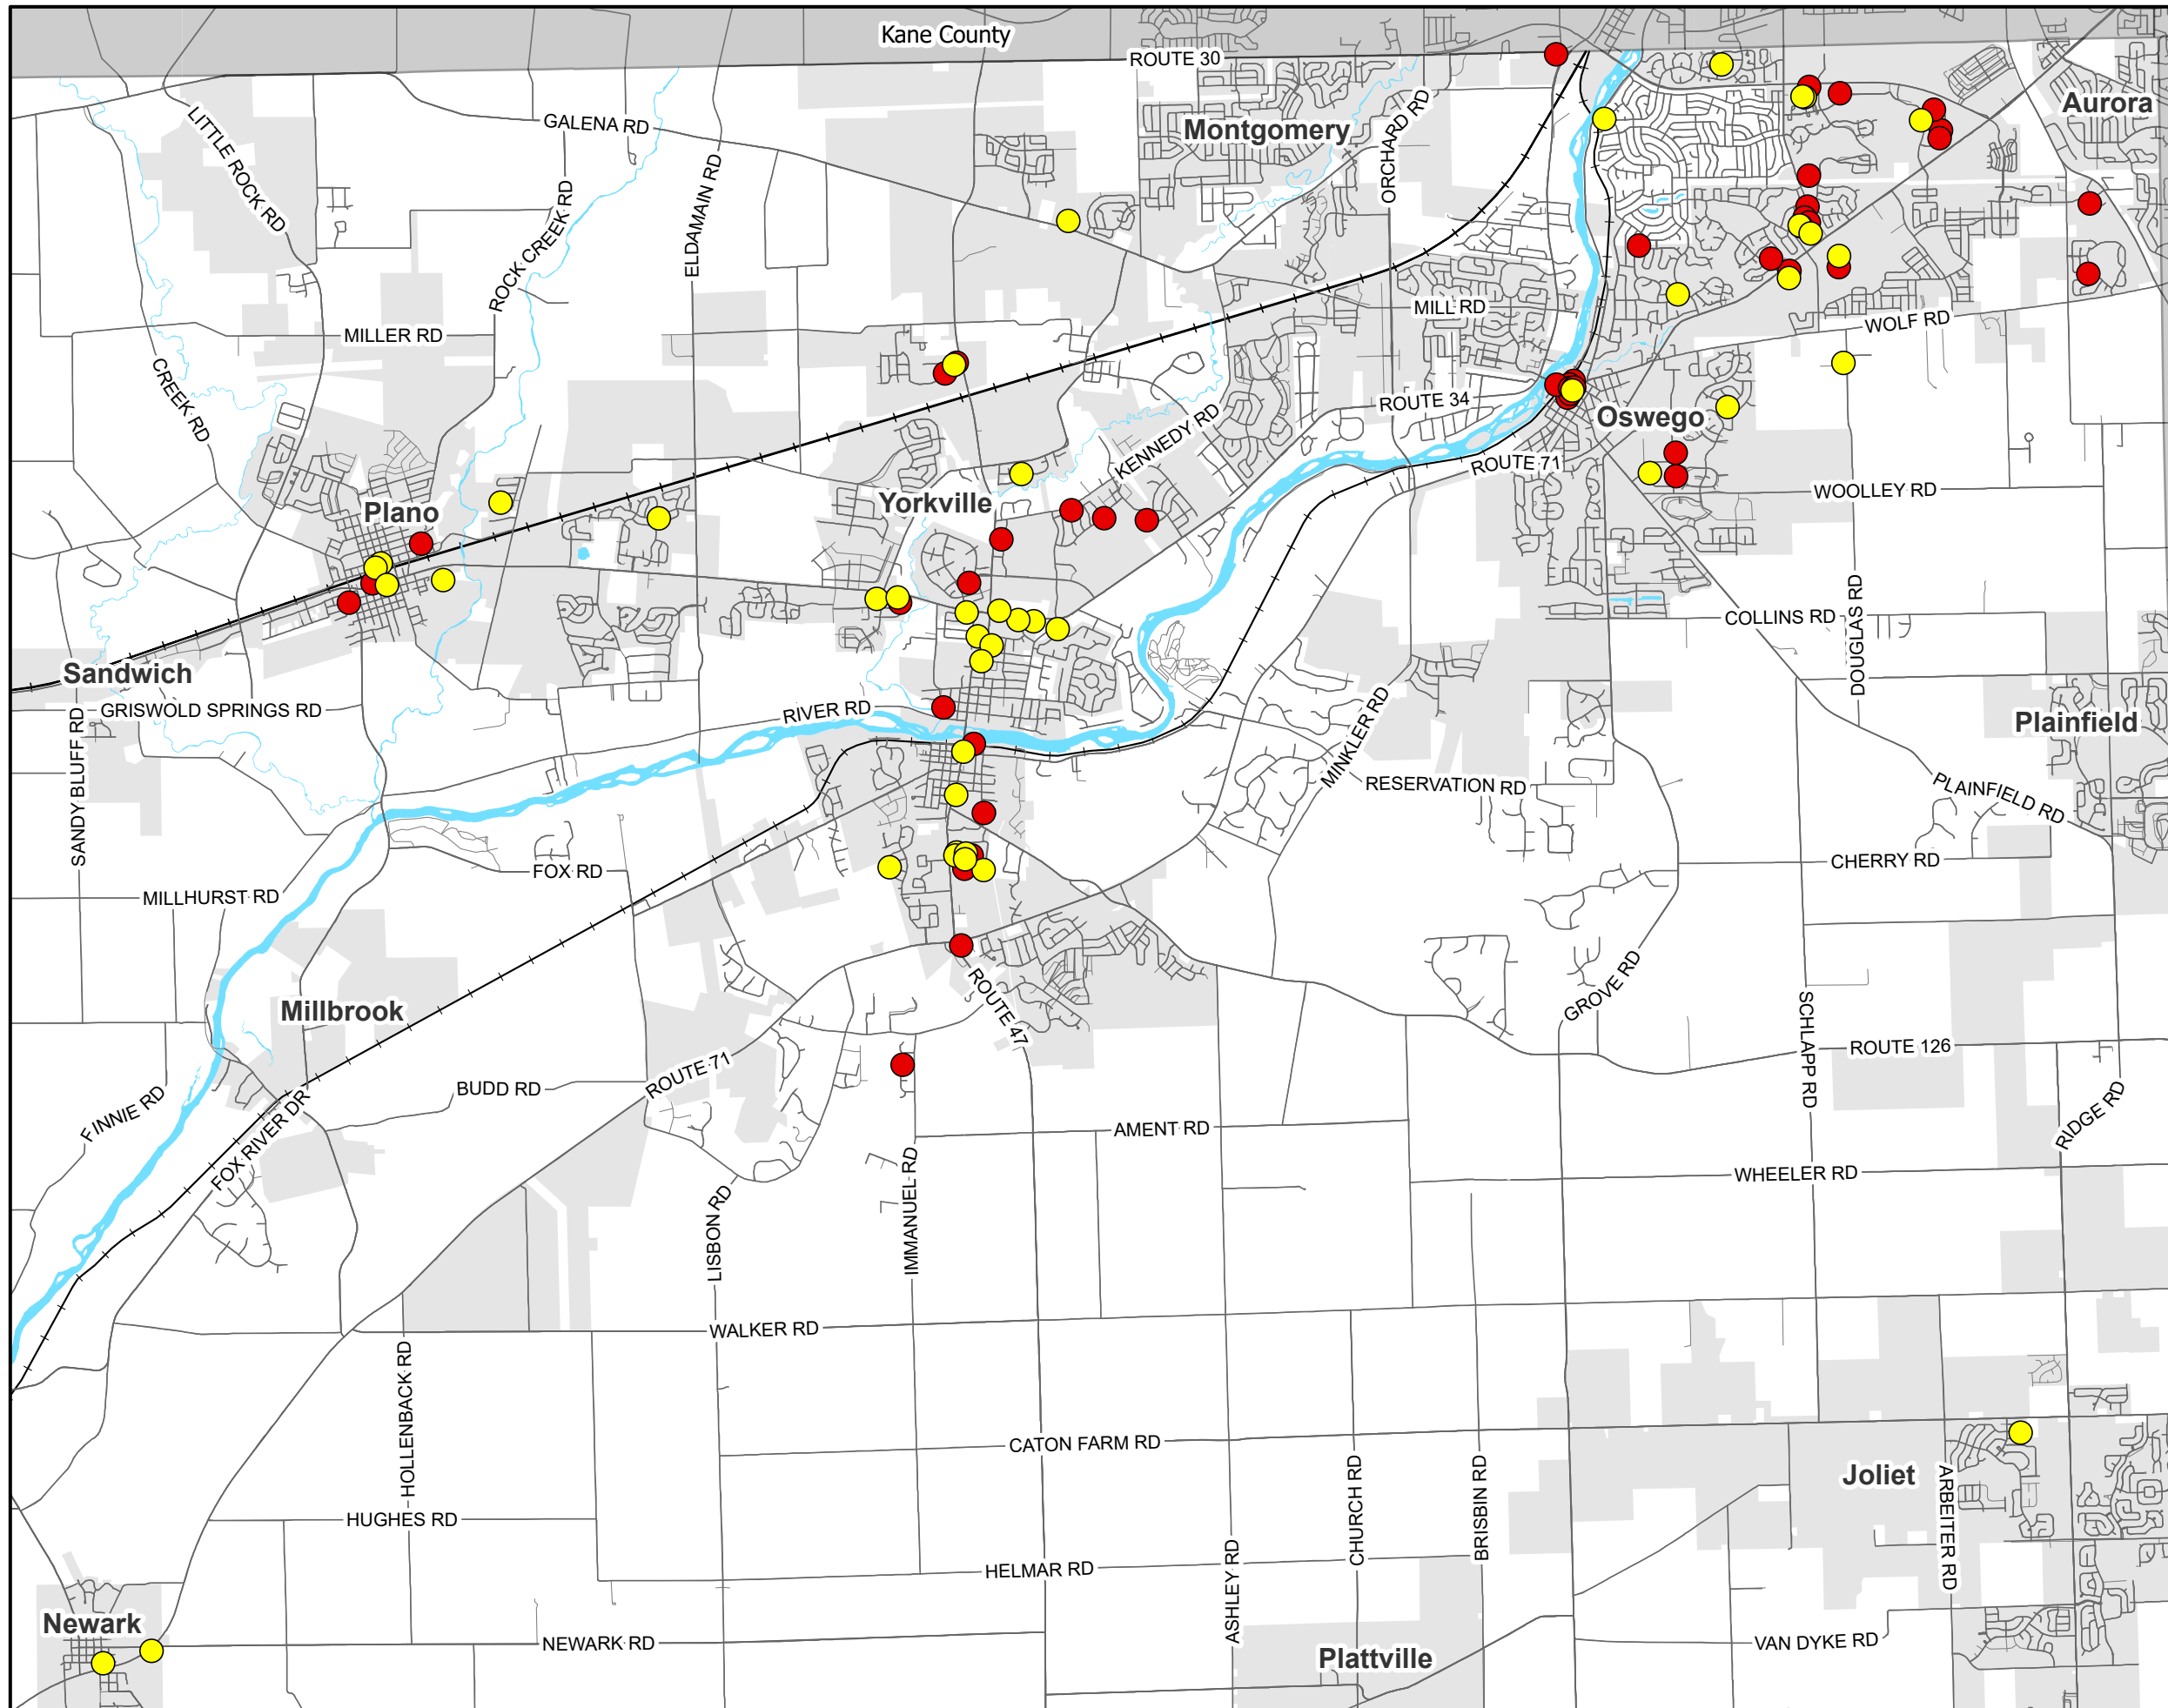 Kane County
ROUTE 30
Aurora
LITTLE ROCK RD
GALENA RD
Montgomery
ORCHARD RD
ELDAMAIN RD
ROCK CREEK RD
MILL RD
WOLF RD
MILLER RD
CREEK RD
ROUTE 34
Oswego
KENNEDY RD
ROUTE 71
WOOLLEY RD
Plano
Yorkville
COLLINS RD
DOUGLAS RD
Sandwich
GRISWOLD SPRINGS RD
RIVER RD
SANDY BLUFF RD
MINKLER RD
Plainfield
RESERVATION RD
PLAINFIELD RD
CHERRY RD
FOX RD
MILLHURST RD
Millbrook
ROUTE 47
GROVE RD
SCHLAPP RD
ROUTE 126
ROUTE 71
BUDD RD
FINNIE RD
FOX RIVER DR
AMENT RD
RIDGE RD
WHEELER RD
LISBON RD
IMMANUEL RD
WALKER RD
HOLLENBACK RD
CATON FARM RD
Joliet
CHURCH RD
BRISBIN RD
ARBEITER RD
HUGHES RD
HELMAR RD
ASHLEY RD
Newark
NEWARK RD
VAN DYKE RD
Plattville